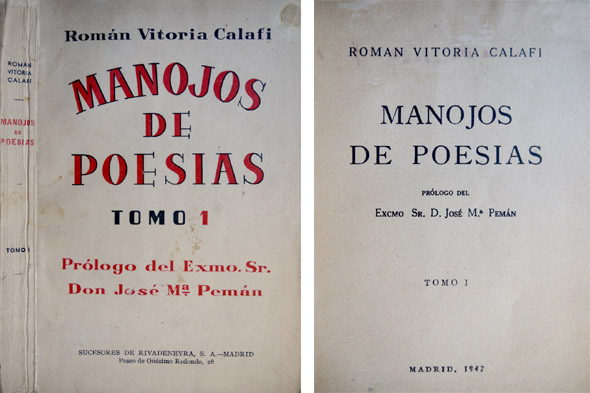 ROMÁN
VITORIA
CALAFI
MANOJOS
DE
POESIAS
TOMO I
Román Vitoria Calafi
MANOJOS
DE
POESIAS
TOMO 1
Prólogo del Exmo. Sr.
Don José Mª Pemán
SUCESORES DE RIVADENEYRA, S. A.—MADRID
Paseo de Onésimo Redondo, 28
ROMAN VITORIA CALAFI
MANOJOS
DE POESIAS
PRÓLOGO DEL
EXCMO SR. D. JOSÉ M.ª PEMÁN
TOMO I
MADRID, 1947